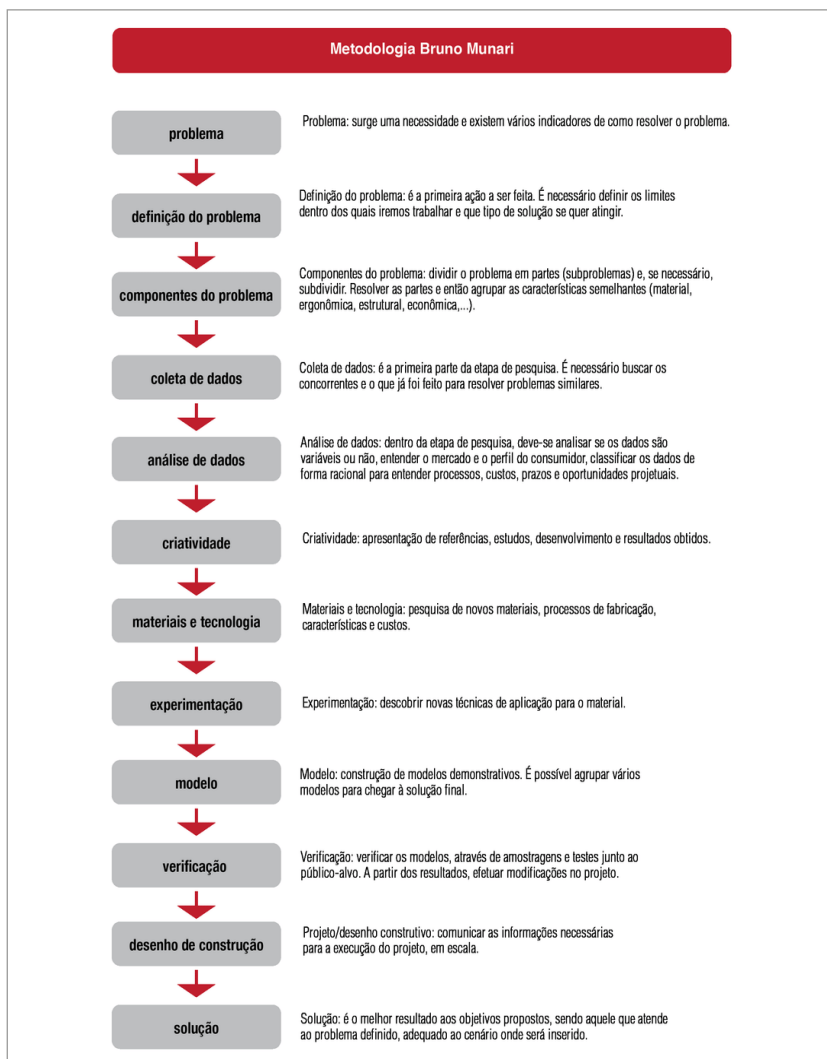 Metodologia Bruno Munari
problema
Problema: surge uma necessidade e existem vários indicadores de como resolver o problema.
definição do problema
Definição do problema: é a primeira ação a ser feita. É necessário definir os limites
dentro dos quais iremos trabalhar e que tipo de solução se quer atingir.
componentes do problema
Componentes do problema: dividir o problema em partes (subproblemas) e, se necessário,
subdividir. Resolver as partes e então agrupar as características semelhantes (material,
ergonômica, estrutural, econômica,...).
coleta de dados
Coleta de dados: é a primeira parte da etapa de pesquisa. É necessário buscar os
concorrentes e o que já foi feito para resolver problemas similares.
análise de dados
Análise de dados: dentro da etapa de pesquisa, deve-se analisar se os dados são
variáveis ou não, entender o mercado e o perfil do consumidor, classificar os dados de
forma racional para entender processos, custos, prazos e oportunidades projetuais.
criatividade
Criatividade: apresentação de referências, estudos, desenvolvimento e resultados obtidos.
materiais e tecnologia
Materiais e tecnologia: pesquisa de novos materiais, processos de fabricação,
características e custos.
experimentação
Experimentação: descobrir novas técnicas de aplicação para o material.
modelo
Modelo: construção de modelos demonstrativos. É possível agrupar vários
modelos para chegar à solução final.
verificação
Verificação: verificar os modelos, através de amostragens e testes junto ao
público-alvo. A partir dos resultados, efetuar modificações no projeto.
desenho de construção
Projeto/desenho construtivo: comunicar as informações necessárias
para a execução do projeto, em escala.
solução
Solução: é o melhor resultado aos objetivos propostos, sendo aquele que atende
ao problema definido, adequado ao cenário onde será inserido.